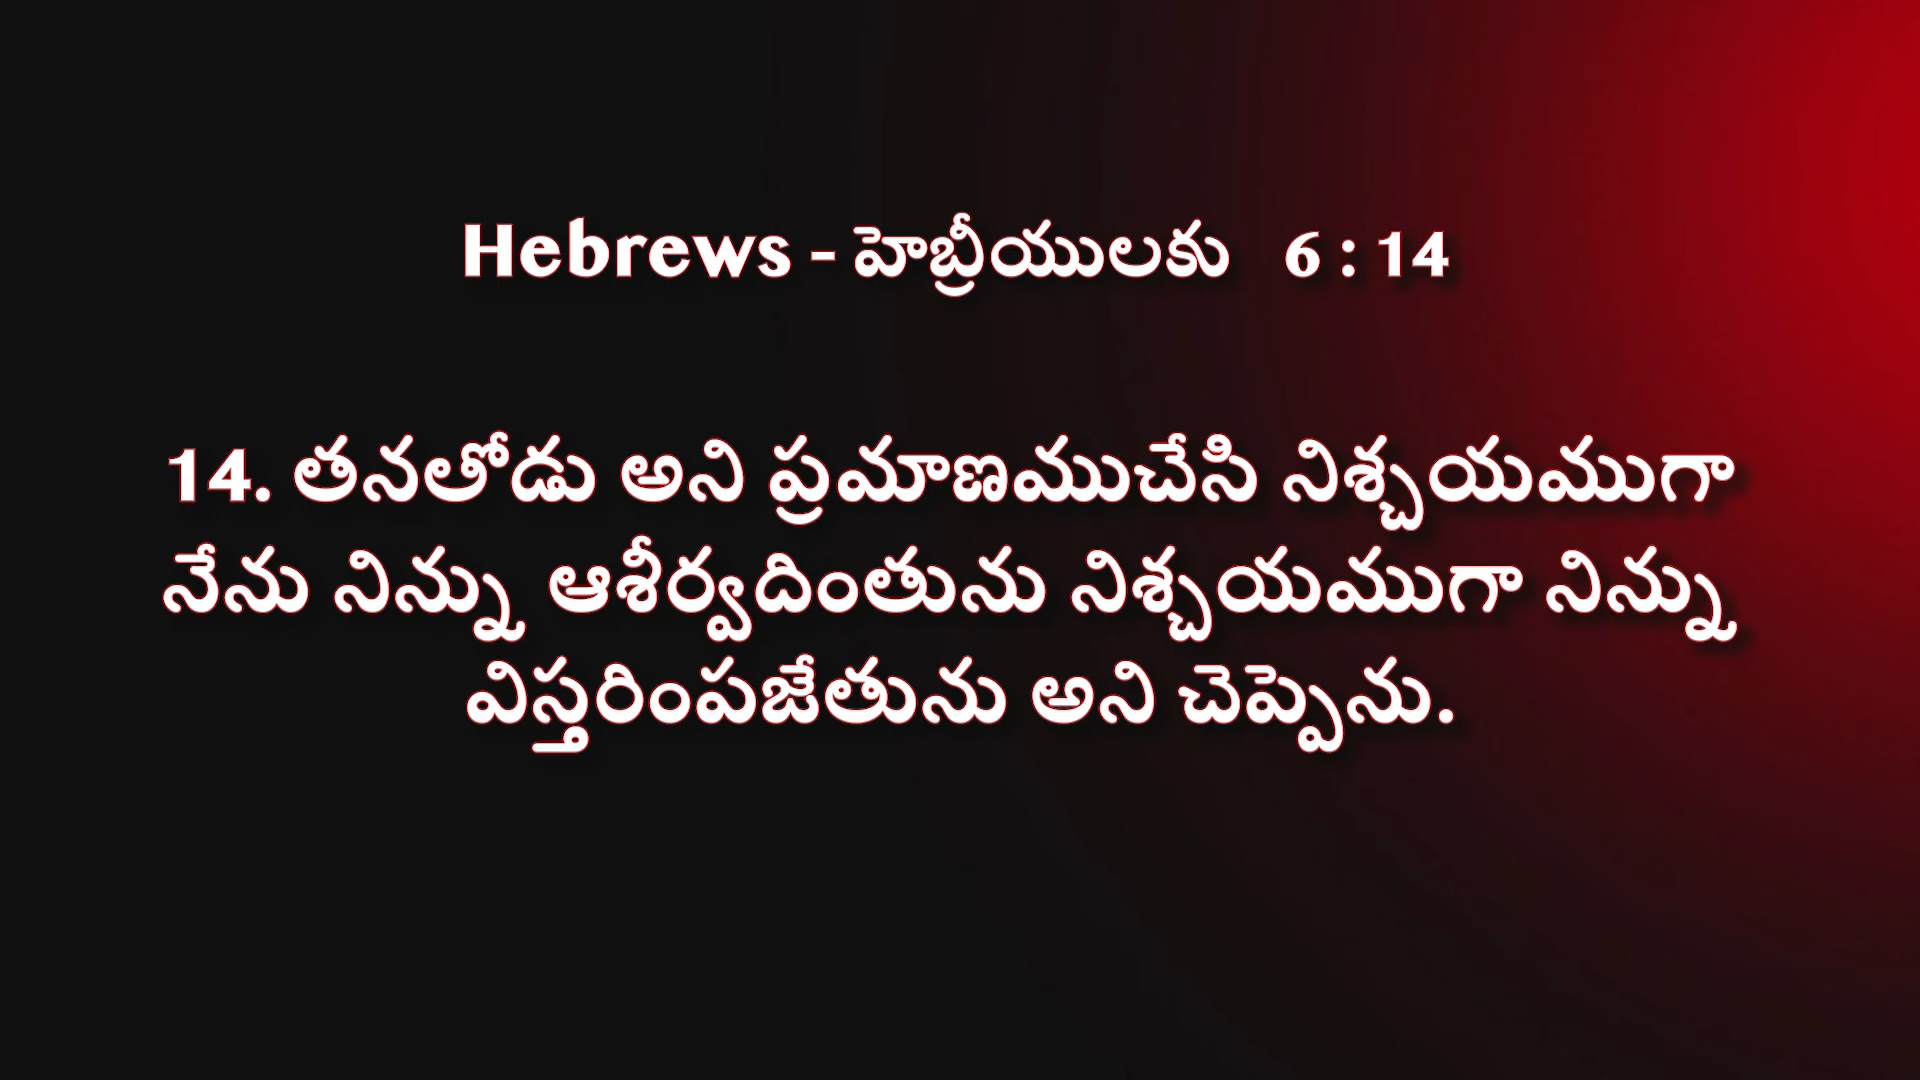 Hebrews - హెబ్రీయులకు 6 : 14
14. తనతోడు అని ప్రమాణముచేసి నిశ్చయముగా
నేను నిన్ను ఆశీర్వదింతును నిశ్చయముగా నిన్ను
విస్తరింపజేతును అని చెప్పెను.